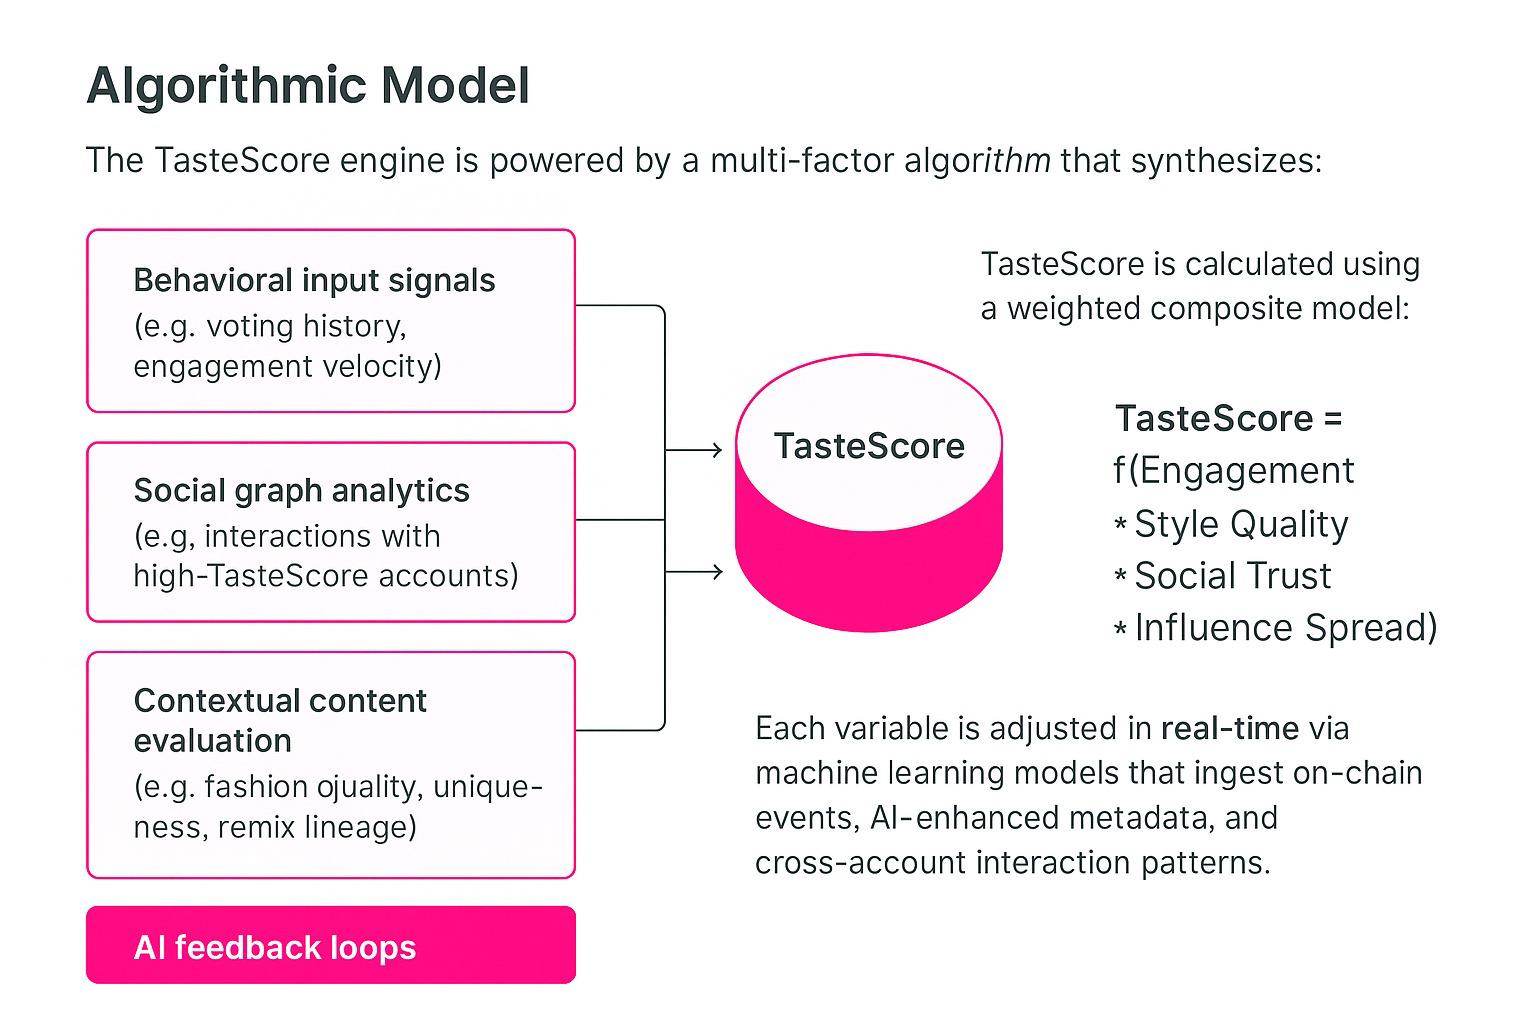 Algorithmic Model
The TasteScore engine is powered by a multi-factor algorithm that synthesizes:
Behavioral input signals
(e.g. voting history,
engagement velocity)
Social graph analytics
(e.g, interactions with
high-TasteScore accounts)
Contextual content
evaluation
(e.g. fashion ojuality, unique-
ness, remix lineage)
AI feedback loops
TasteScore
TasteScore is calculated using
a weighted composite model:
TasteScore =
f(Engagement
* Style Quality
* Social Trust
* Influence Spread)
Each variable is adjusted in real-time via
machine learning models that ingest on-chain
events, AI-enhanced metadata, and
cross-account interaction patterns.